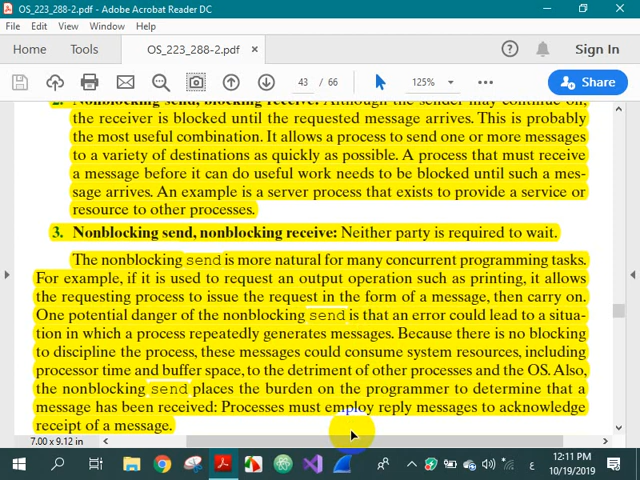 OS_223_288-2.pdf - Adobe Acrobat Reader DC
File Edit View Window Help
Home Tools OS_223_288-2.pdf × ? Sign In
43 / 66 125% Share
2. Nonblocking send, blocking receive: Although the sender may continue on,
the receiver is blocked until the requested message arrives. This is probably
the most useful combination. It allows a process to send one or more messages
to a variety of destinations as quickly as possible. A process that must receive
a message before it can do useful work needs to be blocked until such a mes-
sage arrives. An example is a server process that exists to provide a service or
resource to other processes.
3. Nonblocking send, nonblocking receive: Neither party is required to wait.
The nonblocking send is more natural for many concurrent programming tasks.
For example, if it is used to request an output operation such as printing, it allows
the requesting process to issue the request in the form of a message, then carry on.
One potential danger of the nonblocking send is that an error could lead to a situa-
tion in which a process repeatedly generates messages. Because there is no blocking
to discipline the process, these messages could consume system resources, including
processor time and buffer space, to the detriment of other processes and the OS. Also,
the nonblocking send places the burden on the programmer to determine that a
message has been received: Processes must employ reply messages to acknowledge
receipt of a message.
7.00 x 9.12 in
12:11 PM
ع
10/19/2019